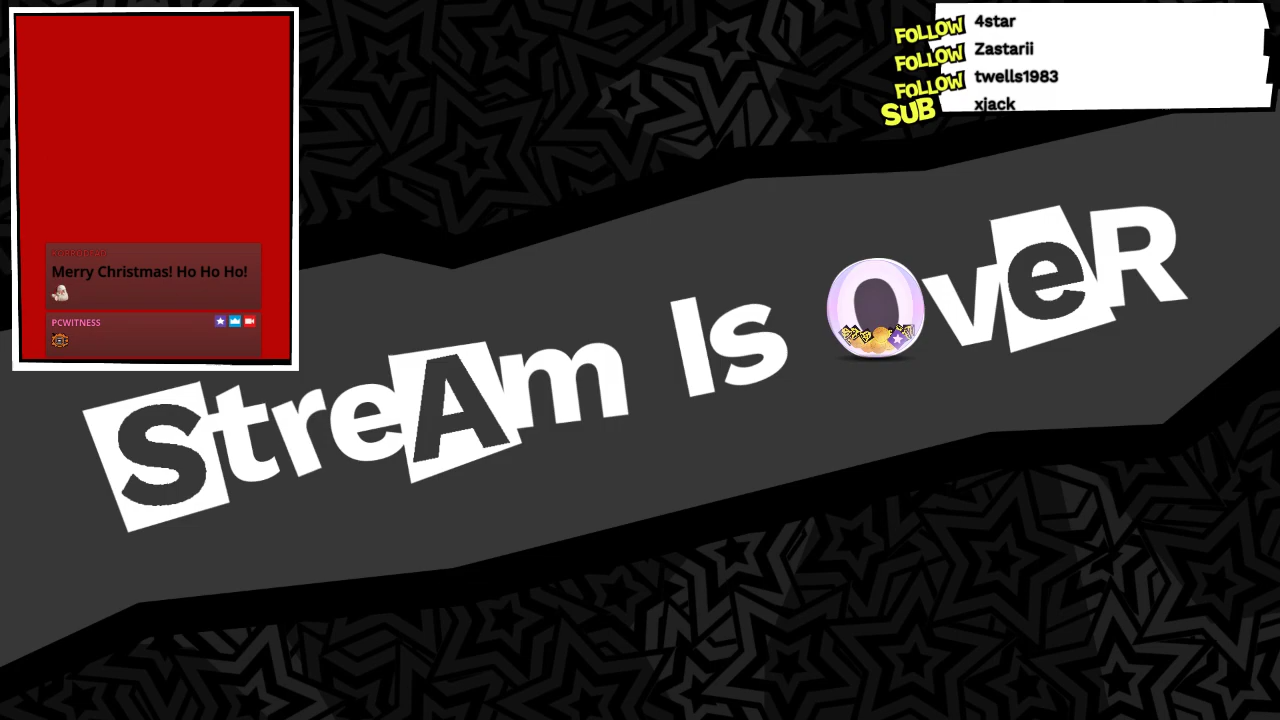 FOLLOW 4star
FOLLOW Zastarii
FOLLOW twells1983
SUB xjack
Merry Christmas! Ho Ho Ho!
PCWITNESS
StreAm Is OveR